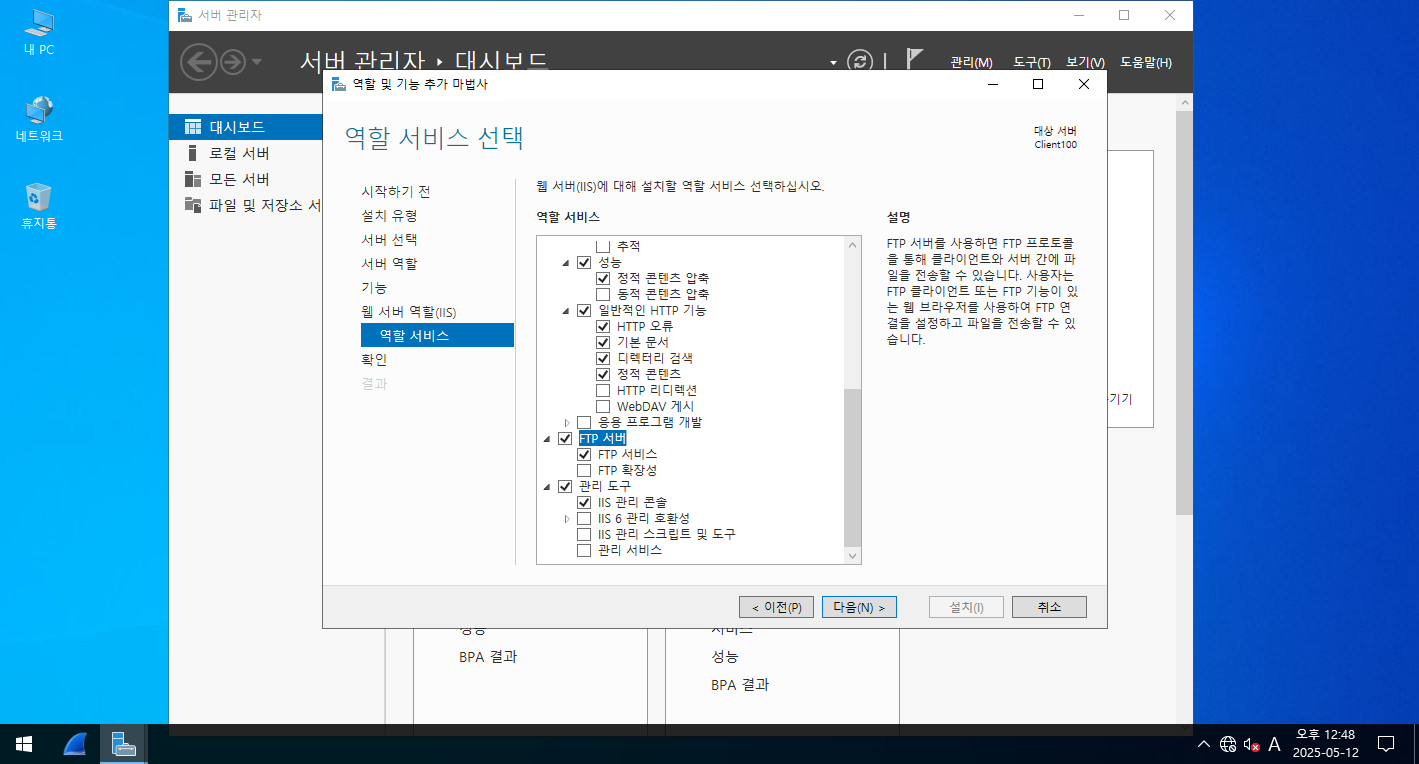 내 PC
네트워크
휴지통
서버 관리자
서버 관리자 ‣ 대시보드
관리(M) 도구(T) 보기(V) 도움말(H)
대시보드
로컬 서버
모든 서버
파일 및 저장소 서
역할 및 기능 추가 마법사
역할 서비스 선택
대상 서버
Client100
시작하기 전
설치 유형
서버 선택
서버 역할
기능
웹 서버 역할(IIS)
역할 서비스
확인
결과
웹 서버(IIS)에 대해 설치할 역할 서비스 선택하십시오.
역할 서비스
추적
성능
정적 콘텐츠 압축
동적 콘텐츠 압축
일반적인 HTTP 기능
HTTP 오류
기본 문서
디렉터리 검색
정적 콘텐츠
HTTP 리디렉션
WebDAV 게시
응용 프로그램 개발
FTP 서버
FTP 서비스
FTP 확장성
관리 도구
IIS 관리 콘솔
IIS 6 관리 호환성
IIS 관리 스크립트 및 도구
관리 서비스
설명
FTP 서버를 사용하면 FTP 프로토콜
을 통해 클라이언트와 서버 간에 파
일을 전송할 수 있습니다. 사용자는
FTP 클라이언트 또는 FTP 기능이 있
는 웹 브라우저를 사용하여 FTP 연
결을 설정하고 파일을 전송할 수 있
습니다.
기기
< 이전(P) 다음(N) > 설치(I) 취소
성능
BPA 결과
서비스
성능
BPA 결과
A
오후 12:48
2025-05-12